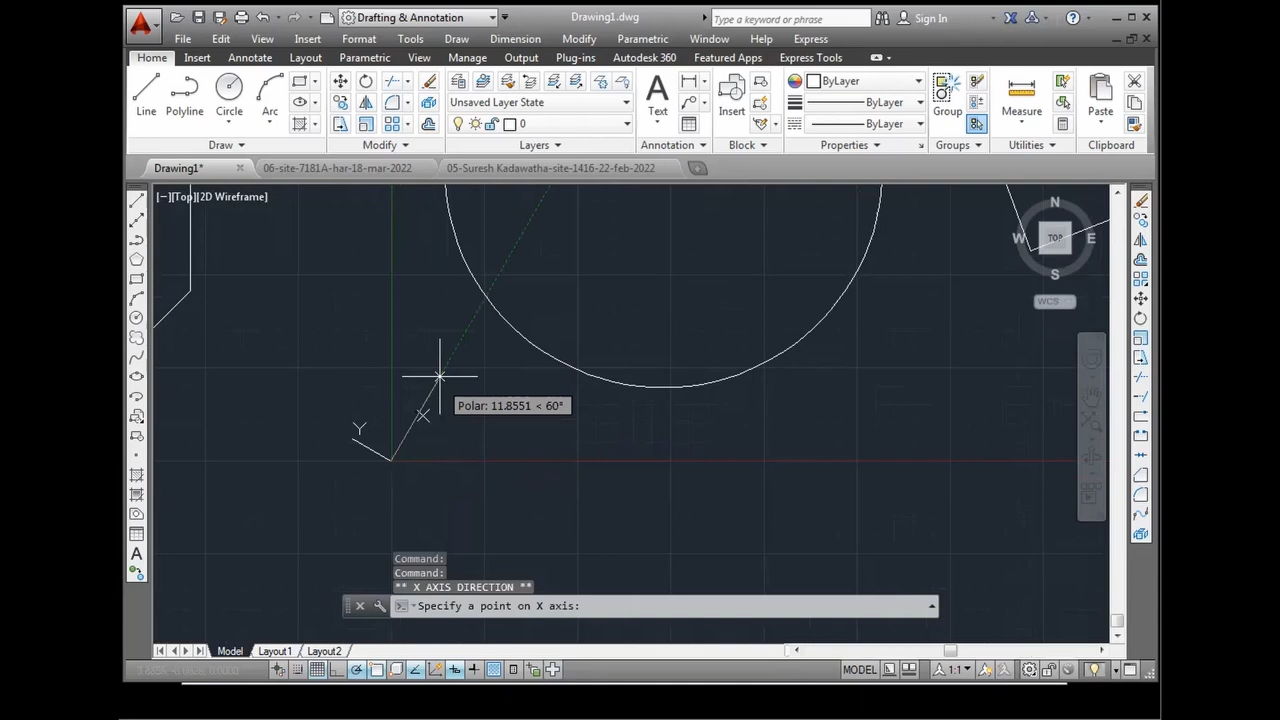 Drafting & Annotation
Drawing1.dwg
Type a keyword or phrase
Sign In
File Edit View Insert Format Tools Draw Dimension Modify Parametric Window Help Express
Home Insert Annotate Layout Parametric View Manage Output Plug-ins Autodesk 360 Featured Apps Express Tools
Line Polyline Circle Arc
Unsaved Layer State
0
Text
Insert
ByLayer
ByLayer
ByLayer
Group
Measure
Paste
Draw Modify Layers Annotation Block Properties Groups Utilities Clipboard
Drawing1* 06-site-7181A-har-18-mar-2022 05-Suresh Kadawatha-site-1416-22-feb-2022
[−][Top][2D Wireframe]
N
W TOP E
S
WCS
Polar: 11.8551 < 60°
Y
X
Command:
Command:
** X AXIS DIRECTION **
Specify a point on X axis:
Model Layout1 Layout2
MODEL 1:1